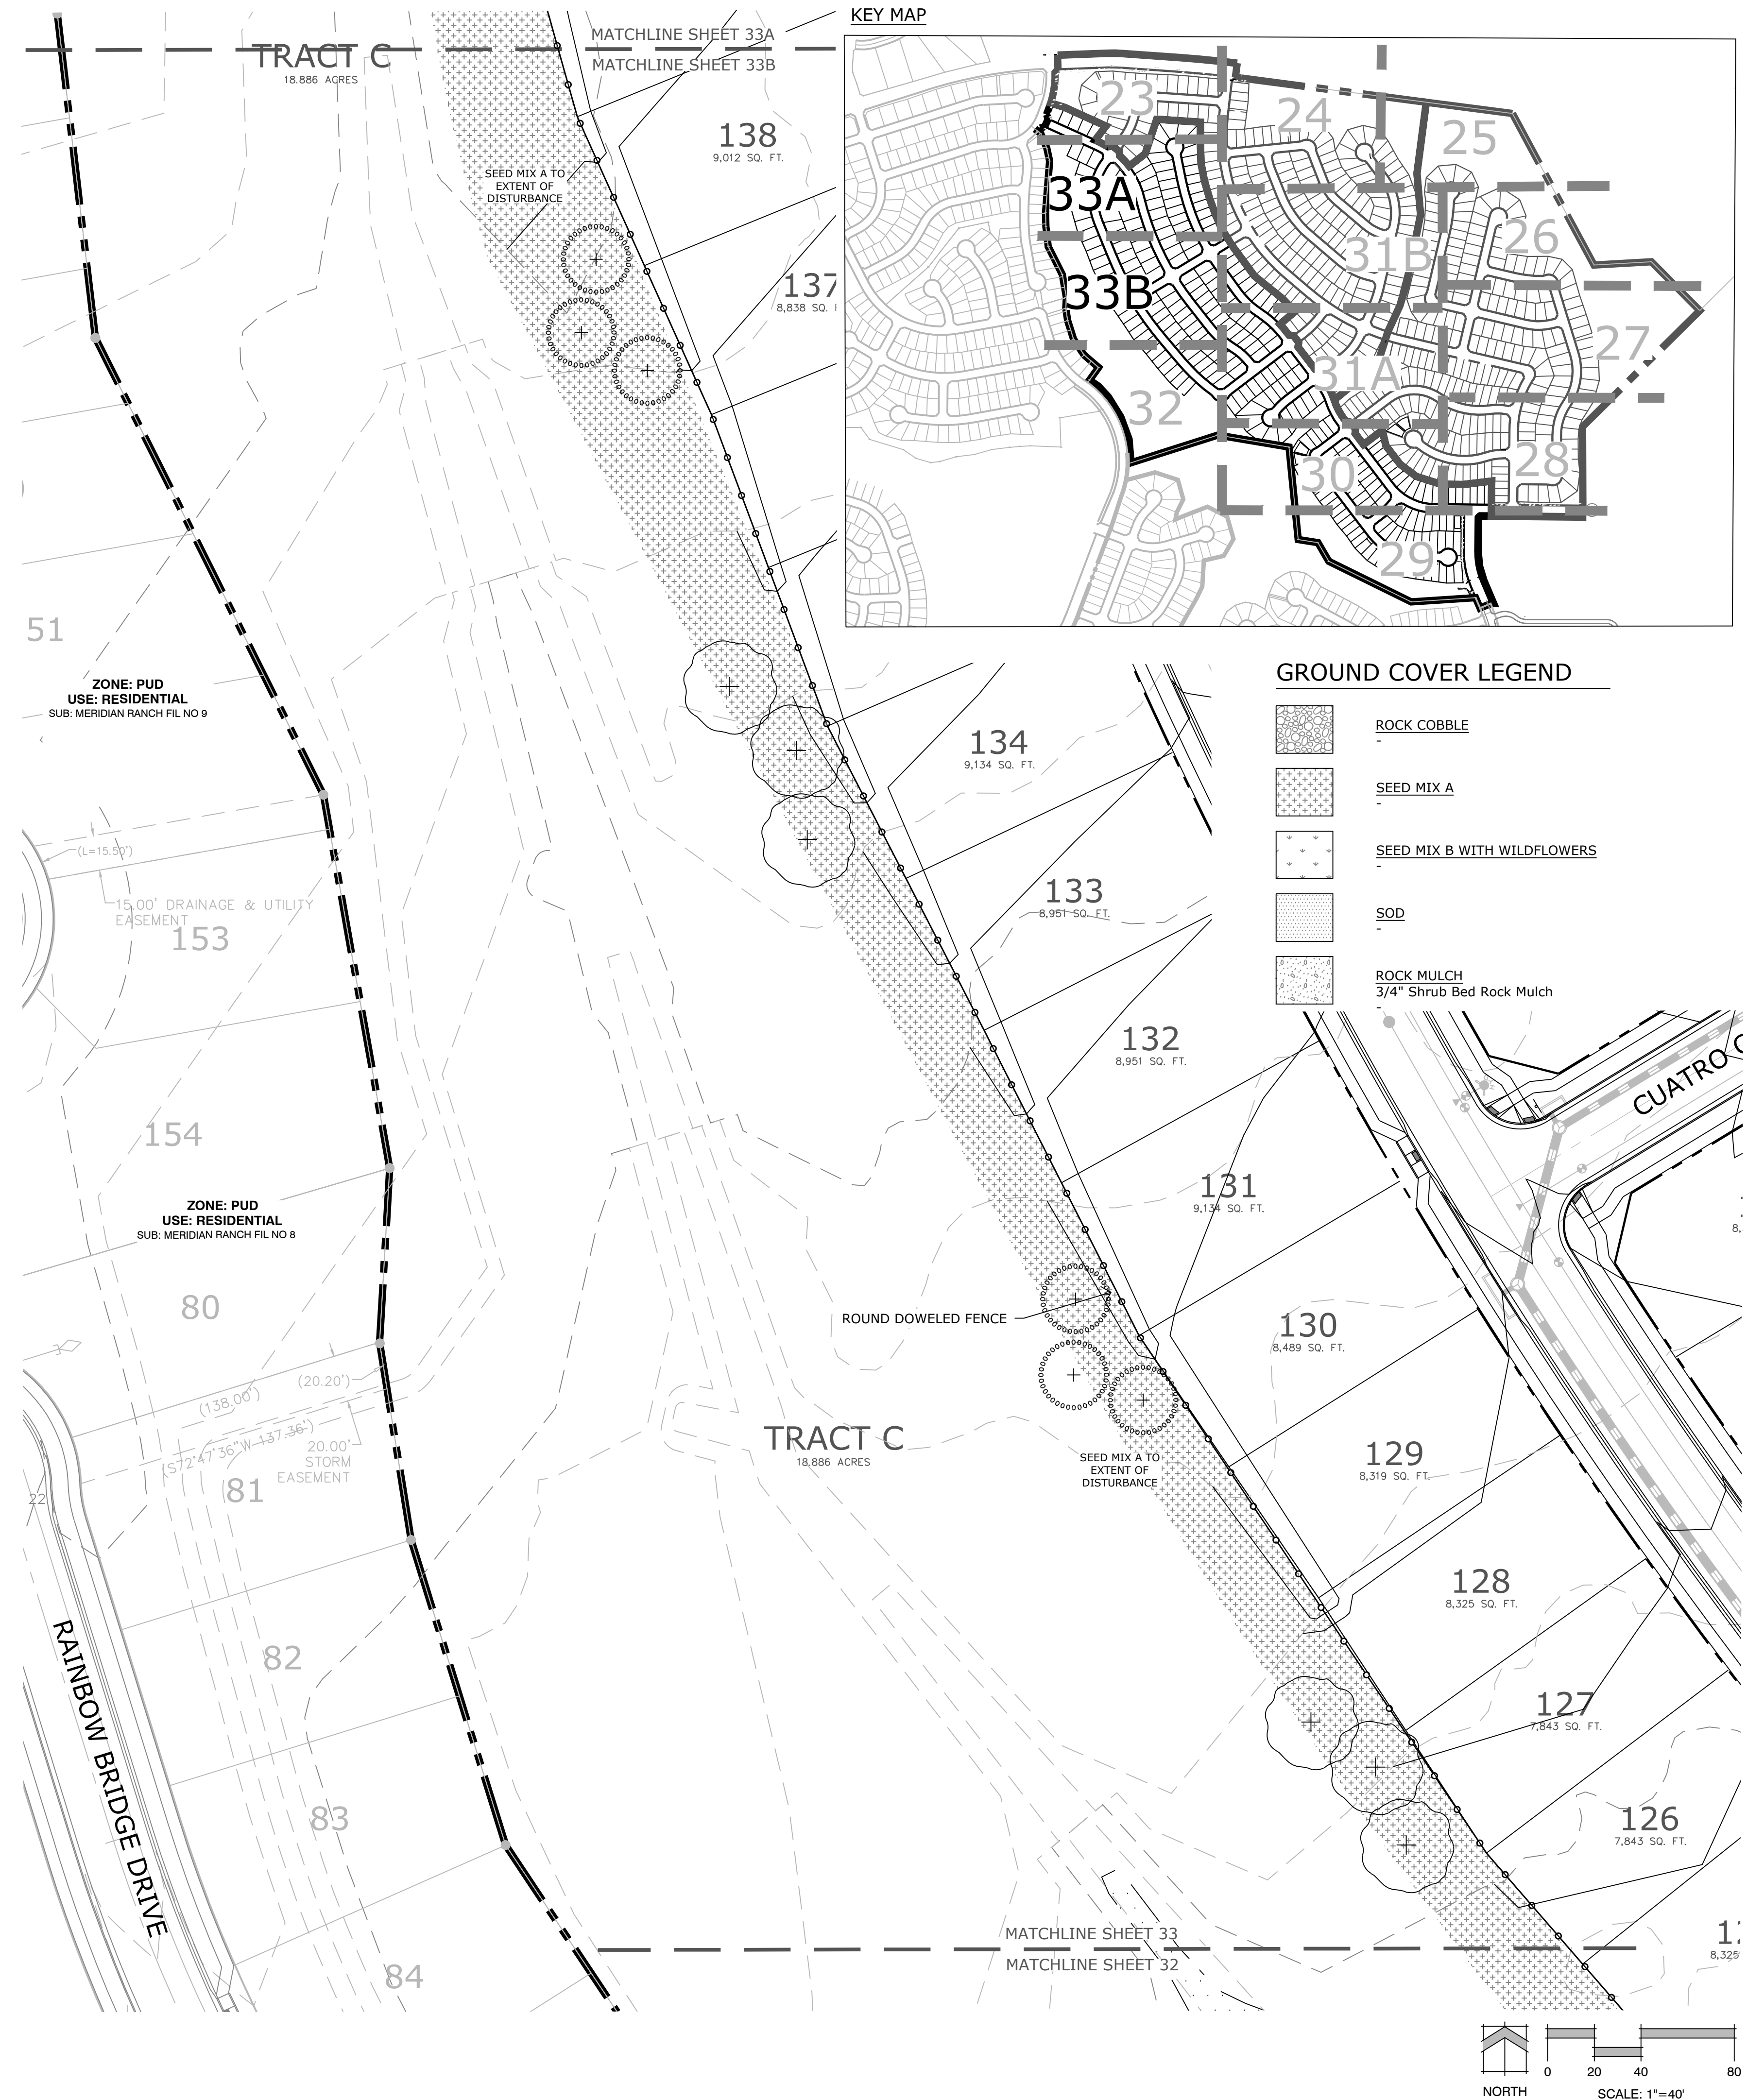 KEY MAP
MATCHLINE SHEET 33A
MATCHLINE SHEET 33B
TRACT C
18.886 ACRES
138
9,012 SQ. FT.
SEED MIX A TO
EXTENT OF
DISTURBANCE
137
8,838 SQ.
23
24
25
33A
31B
26
33B
27
31A
32
30
28
29
51
ZONE: PUD
USE: RESIDENTIAL
SUB: MERIDIAN RANCH FIL NO 9
GROUND COVER LEGEND
ROCK COBBLE
-
SEED MIX A
-
SEED MIX B WITH WILDFLOWERS
-
SOD
-
ROCK MULCH
3/4" Shrub Bed Rock Mulch
-
134
9,134 SQ. FT.
133
8,951 SQ. FT.
132
8,951 SQ. FT.
131
9,134 SQ. FT.
130
8,489 SQ. FT.
129
8,319 SQ. FT.
128
8,325 SQ. FT.
127
7,843 SQ. FT.
126
7,843 SQ. FT.
8,325
CUATRO
(L=15.50')
15.00' DRAINAGE & UTILITY
EASEMENT
153
154
ZONE: PUD
USE: RESIDENTIAL
SUB: MERIDIAN RANCH FIL NO 8
80
(20.20')
(138.00')
(S72°47'36"W 137.36')
20.00'
STORM
EASEMENT
81
22
82
83
84
RAINBOW BRIDGE DRIVE
ROUND DOWELED FENCE
TRACT C
18.886 ACRES
SEED MIX A TO
EXTENT OF
DISTURBANCE
MATCHLINE SHEET 33
MATCHLINE SHEET 32
0 20 40 80
NORTH
SCALE: 1"=40'